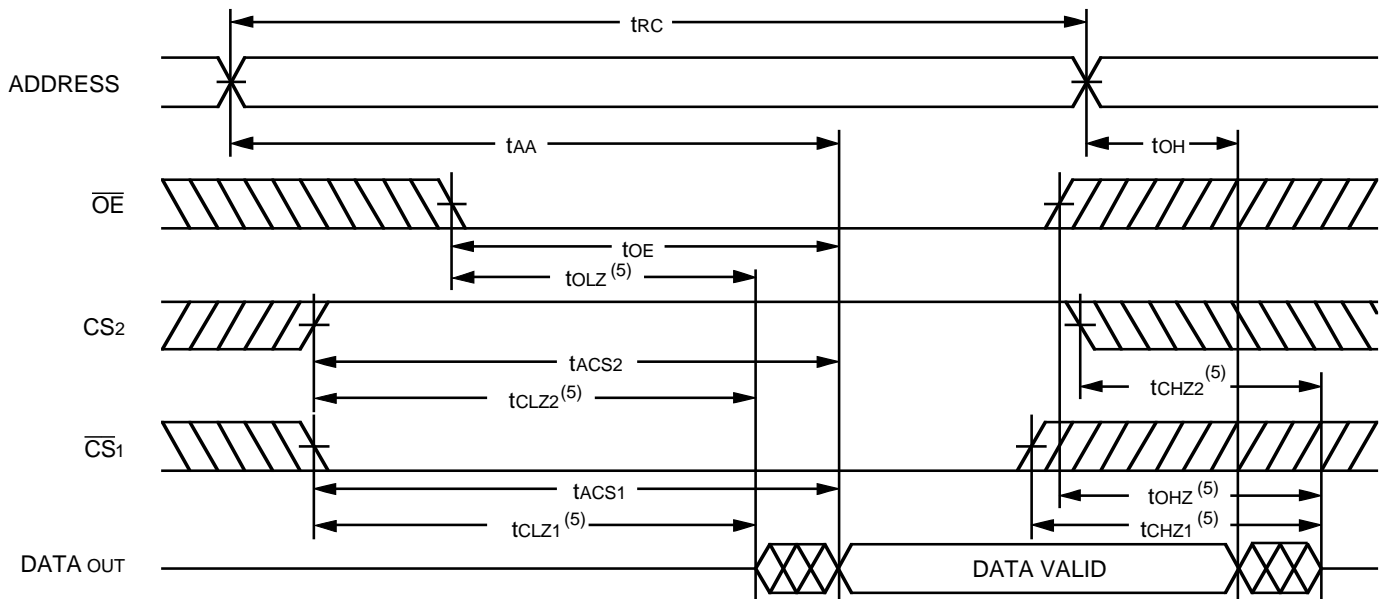 tRC
ADDRESS
tAA
tOH
OE
tOE
tOLZ (5)
CS2
tACS2
tCLZ2 (5)
tCHZ2 (5)
CS1
tACS1
tOHZ (5)
tCLZ1 (5)
tCHZ1 (5)
DATA OUT
DATA VALID